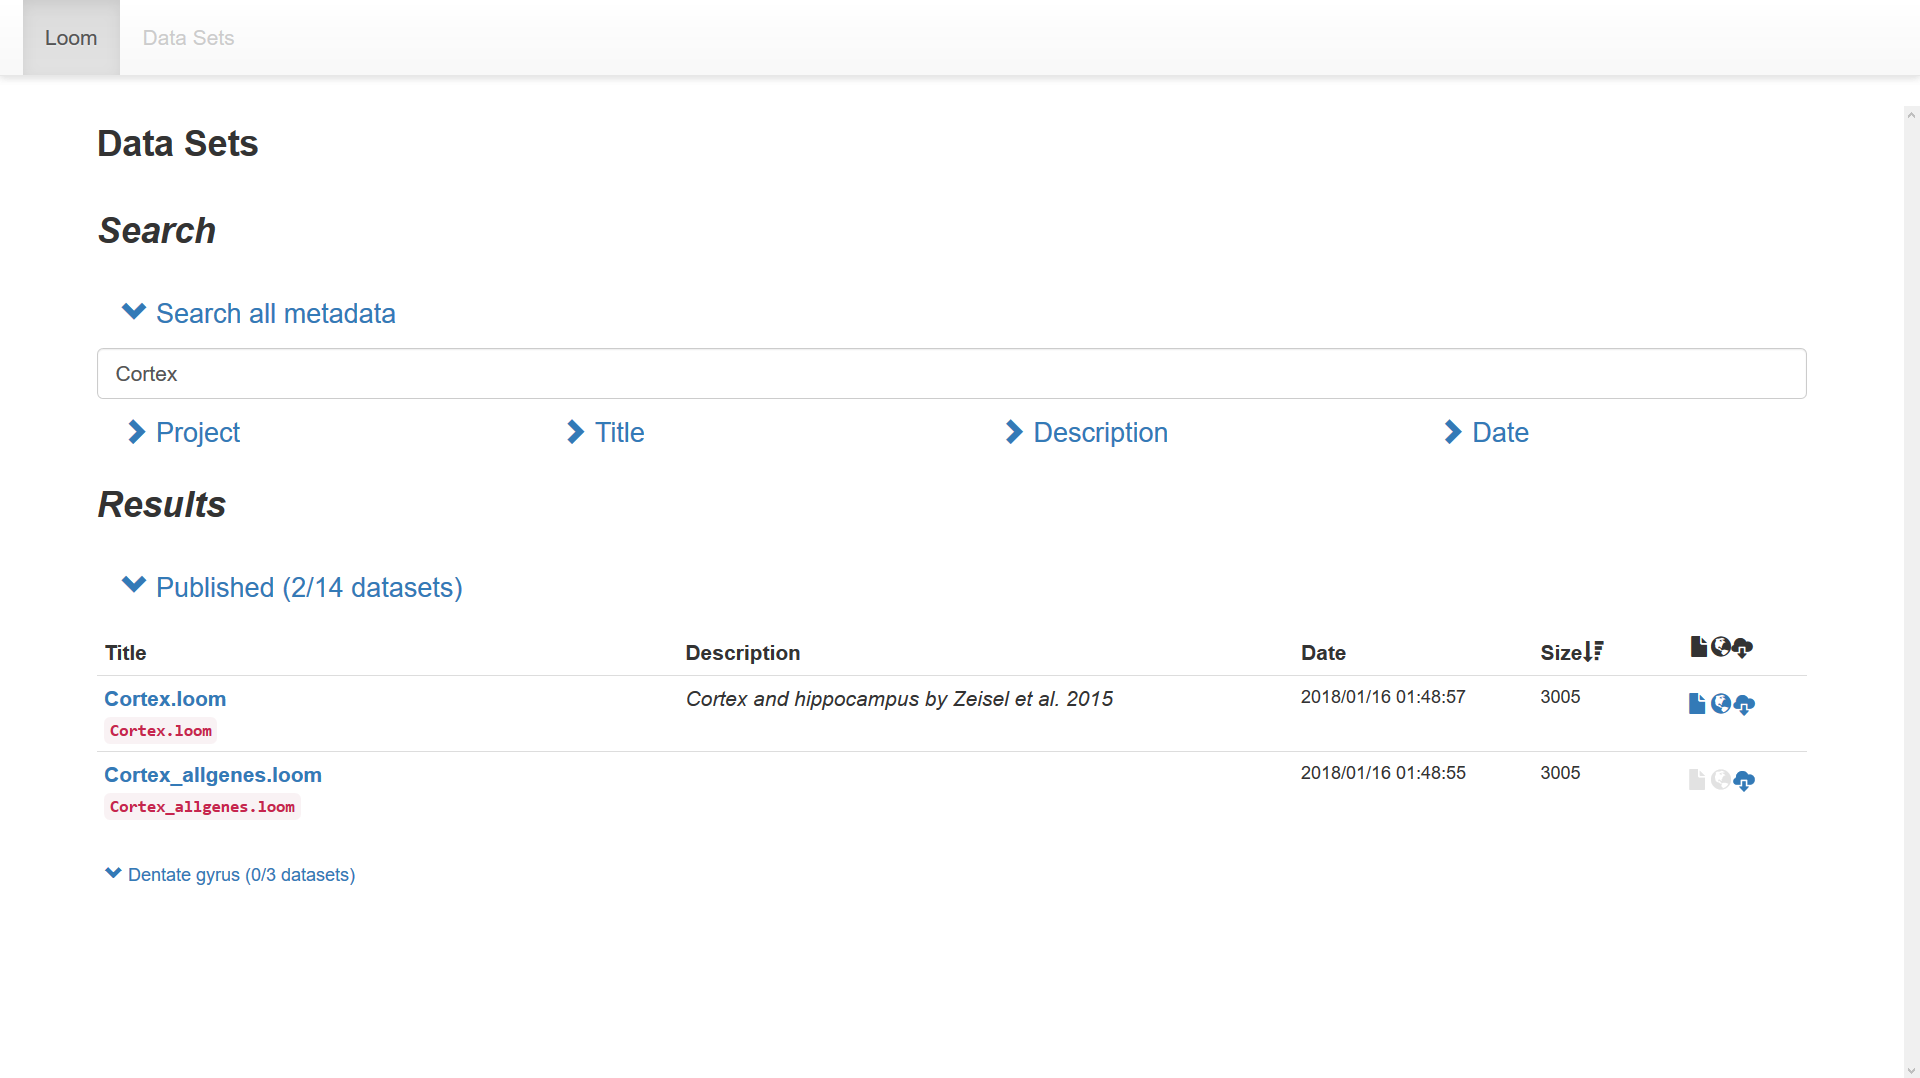 Loom Data Sets
Data Sets
Search
Search all metadata
Cortex
Project Title Description Date
Results
Published (2/14 datasets)
Title Description Date Size
Cortex.loom Cortex and hippocampus by Zeisel et al. 2015 2018/01/16 01:48:57 3005
Cortex.loom
Cortex_allgenes.loom 2018/01/16 01:48:55 3005
Cortex_allgenes.loom
Dentate gyrus (0/3 datasets)